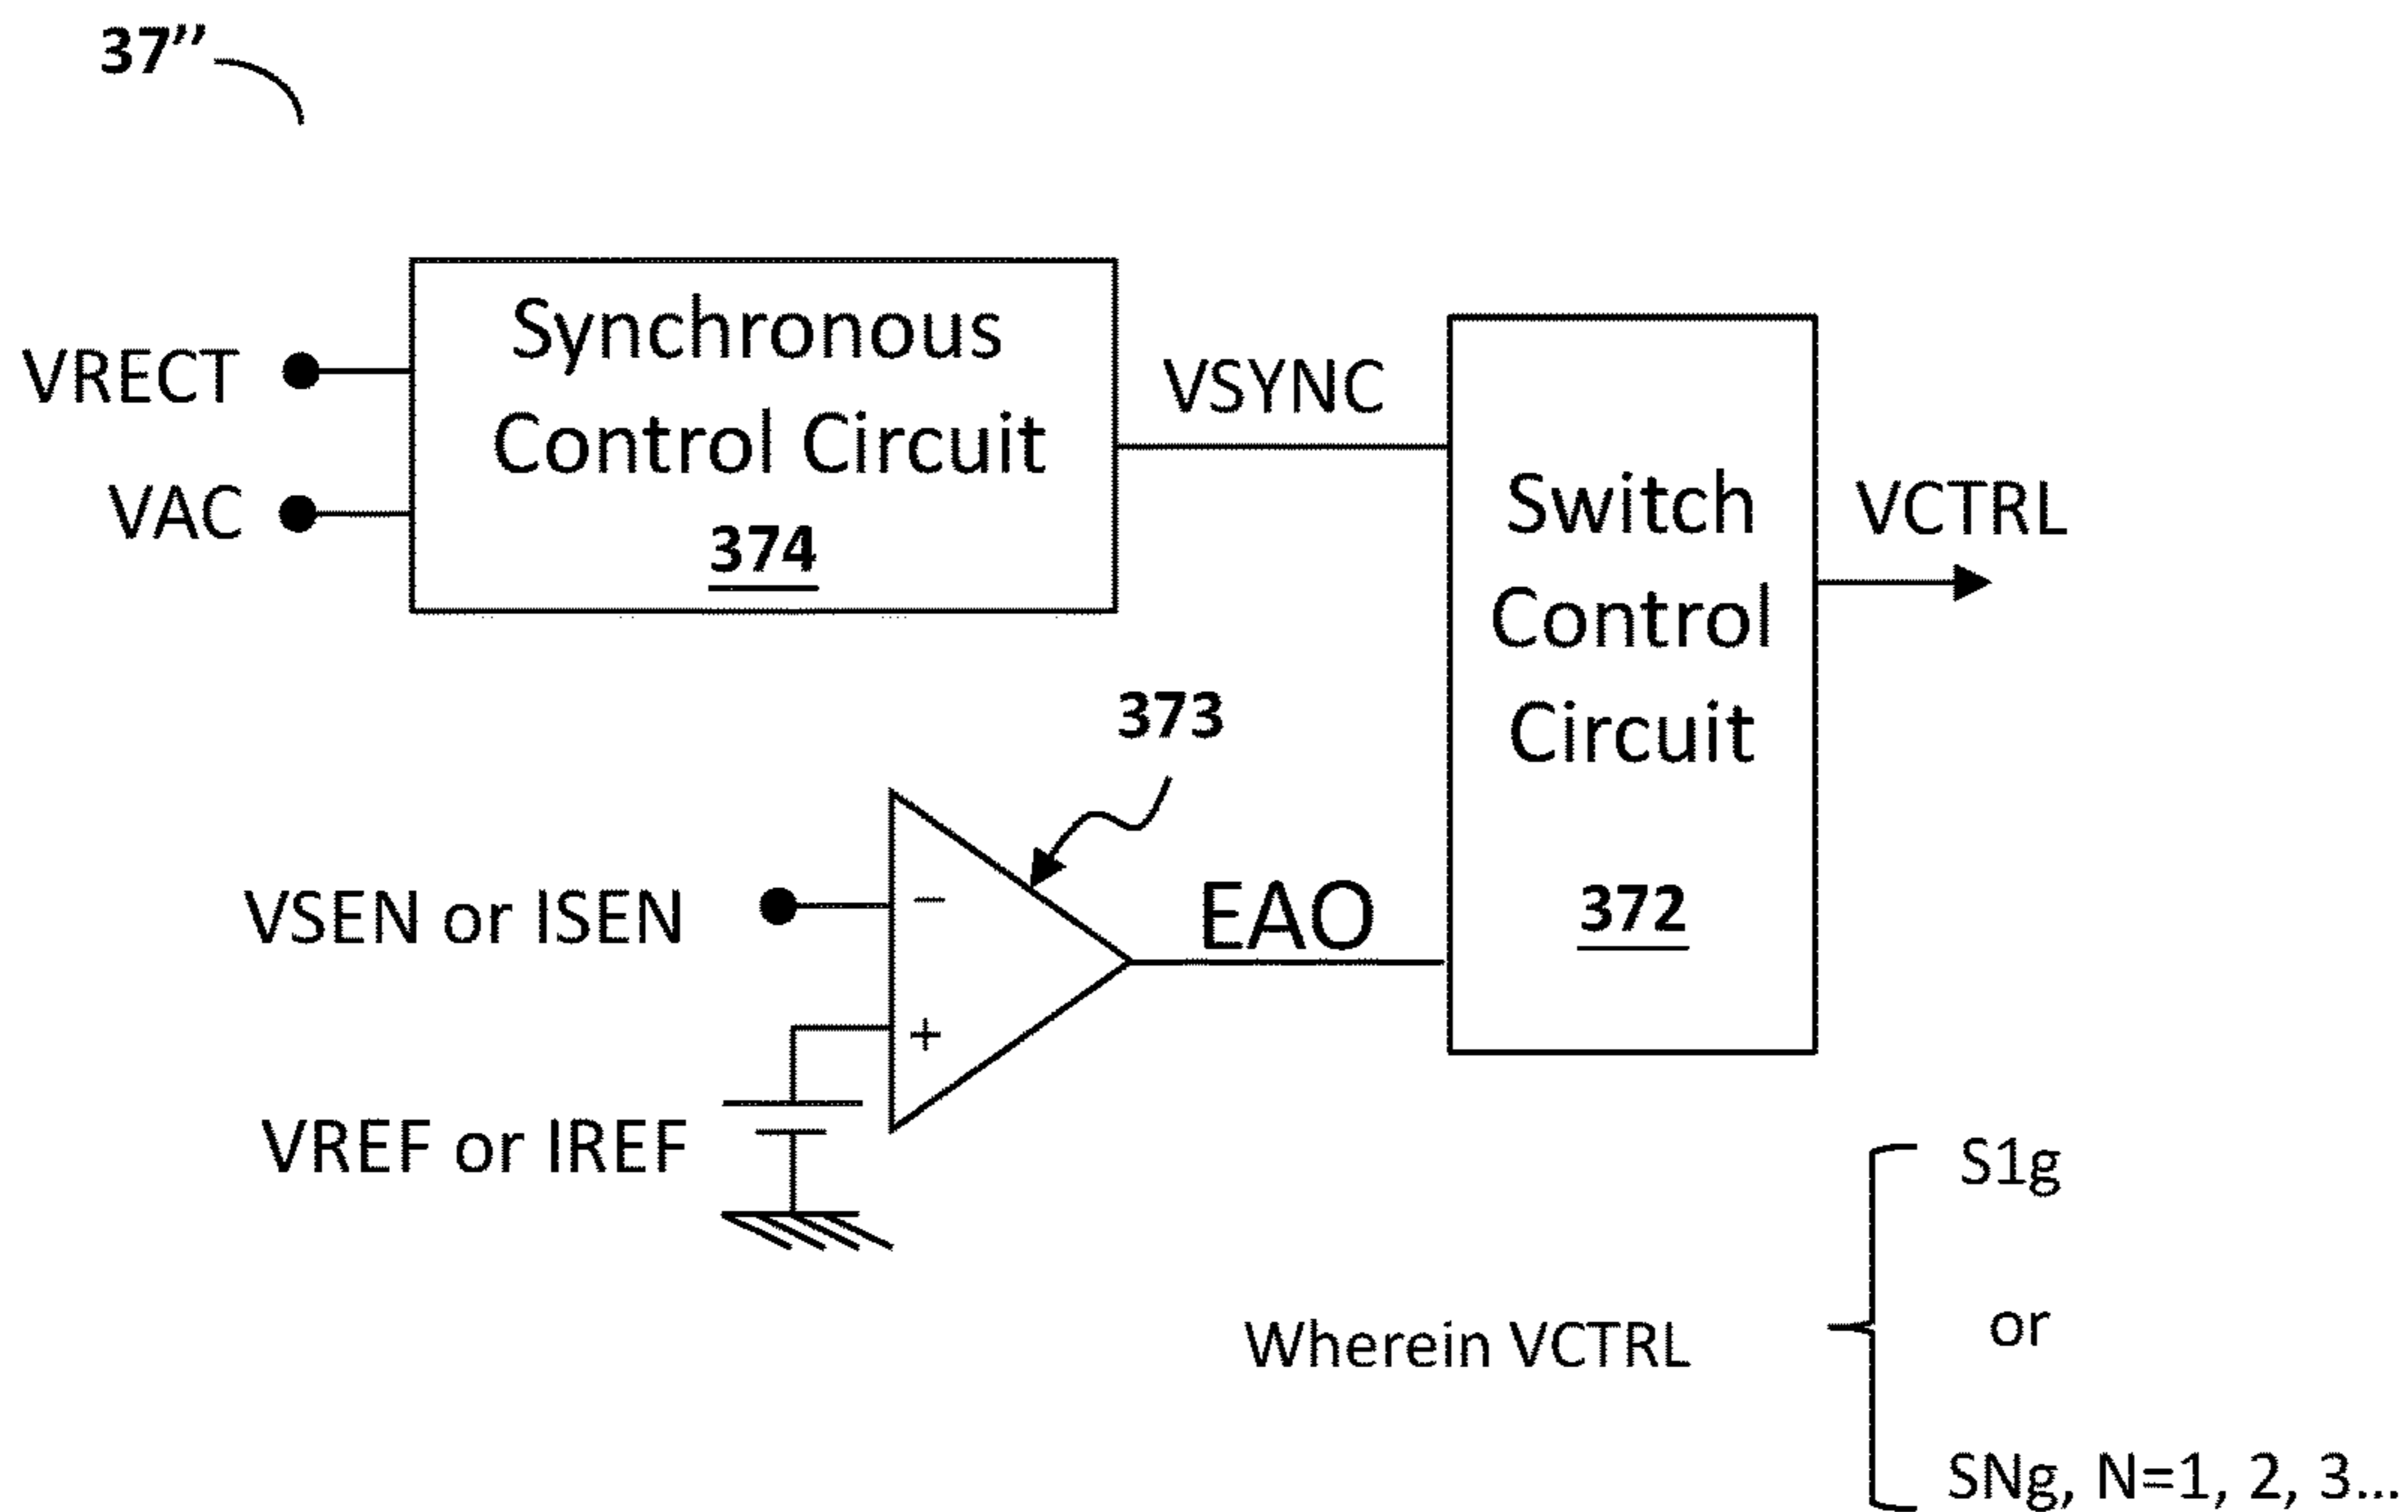 37’’
Synchronous
Control Circuit
374
VRECT
VAC
VSYNC
Switch
Control
Circuit
372
VCTRL
373
VSEN or ISEN
−
+
EAO
VREF or IREF
Wherein VCTRL
S1g
or
SNg, N=1, 2, 3...